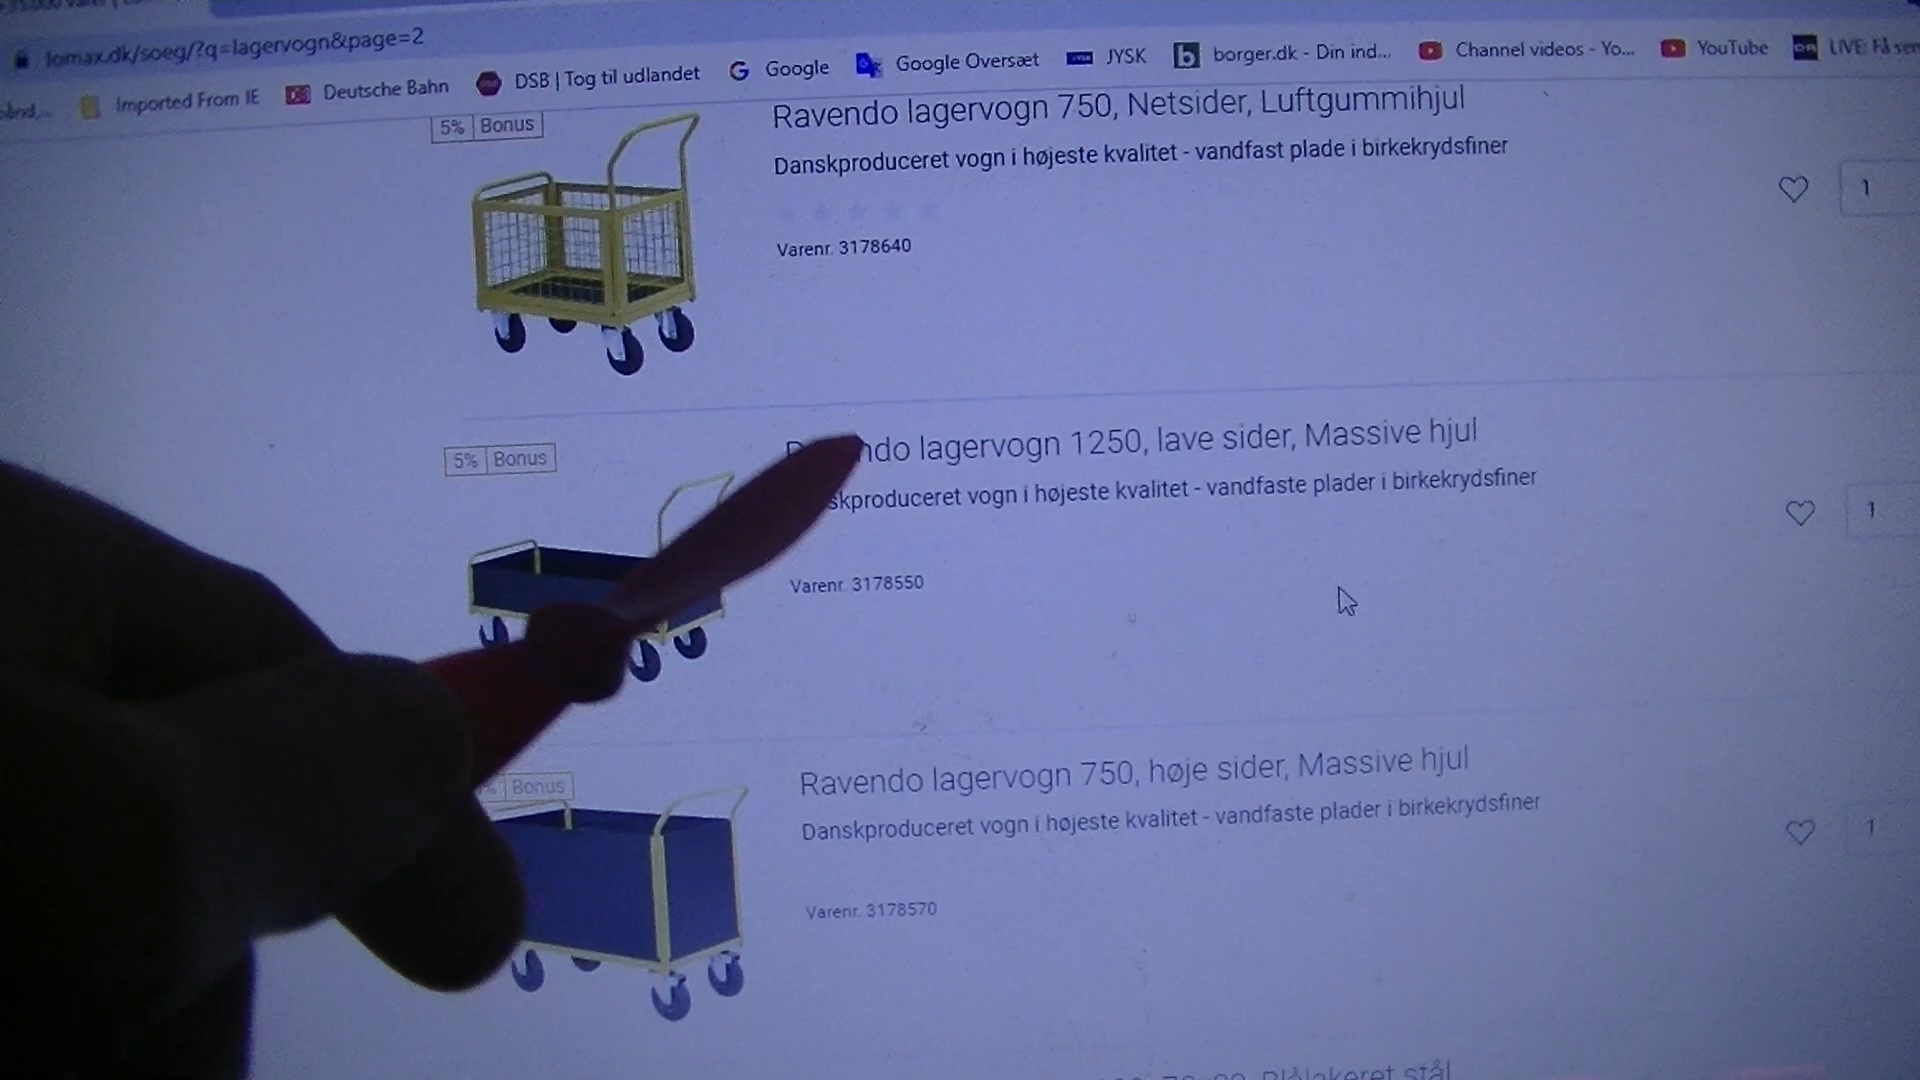 lomax.dk/soeg/?q=lagervogn&page=2
Imported From IE
Deutsche Bahn
DSB | Tog til udlandet
Google
Google Oversæt
JYSK
borger.dk - Din ind...
Channel videos - Yo...
YouTube
5% Bonus
Ravendo lagervogn 750, Netsider, Luftgummihjul
Danskproduceret vogn i højeste kvalitet - vandfast plade i birkekrydsfiner
Varenr. 3178640
1
5% Bonus
lagervogn 1250, lave sider, Massive hjul
vogn i højeste kvalitet - vandfaste plader i birkekrydsfiner
Varenr. 3178550
1
Bonus
Ravendo lagervogn 750, høje sider, Massive hjul
Danskproduceret vogn i højeste kvalitet - vandfaste plader i birkekrydsfiner
Varenr. 3178570
1